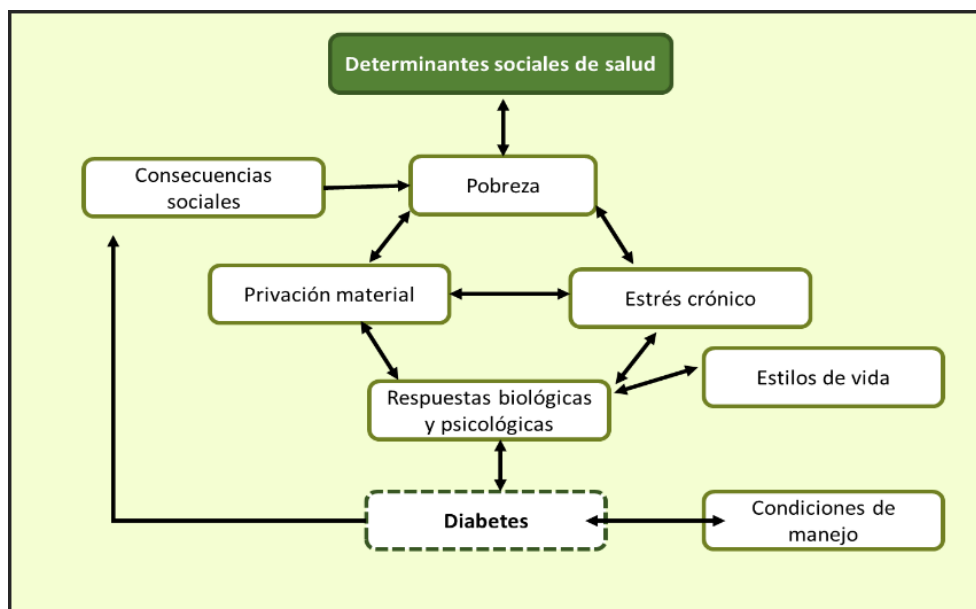 Determinantes sociales de salud
Consecuencias
sociales
Pobreza
Privación material
Estrés crónico
Estilos de vida
Respuestas biológicas
y psicológicas
Diabetes
Condiciones de
manejo